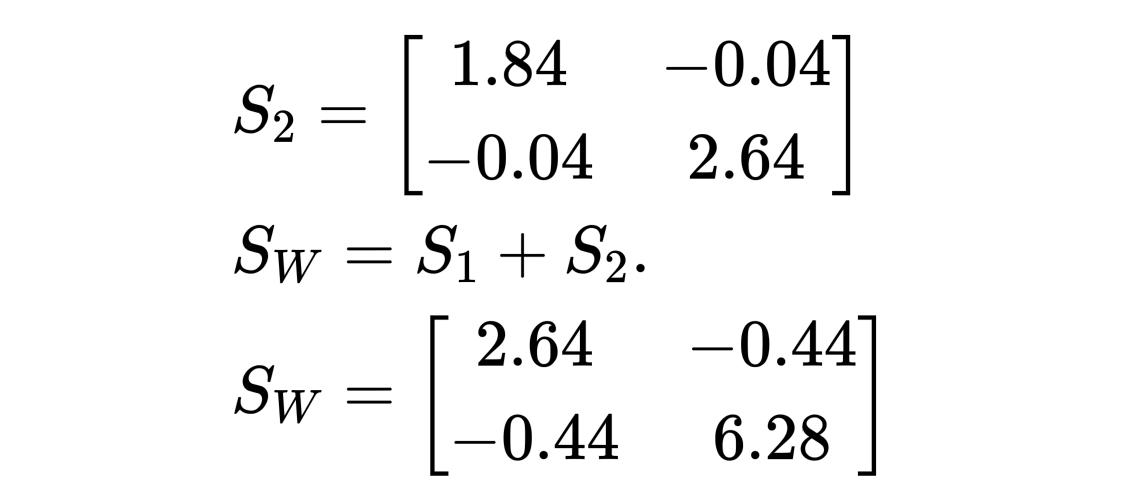 S₂ = [ 1.84 −0.04
−0.04 2.64 ]
S_W = S₁ + S₂.
S_W = [ 2.64 −0.44
−0.44 6.28 ]